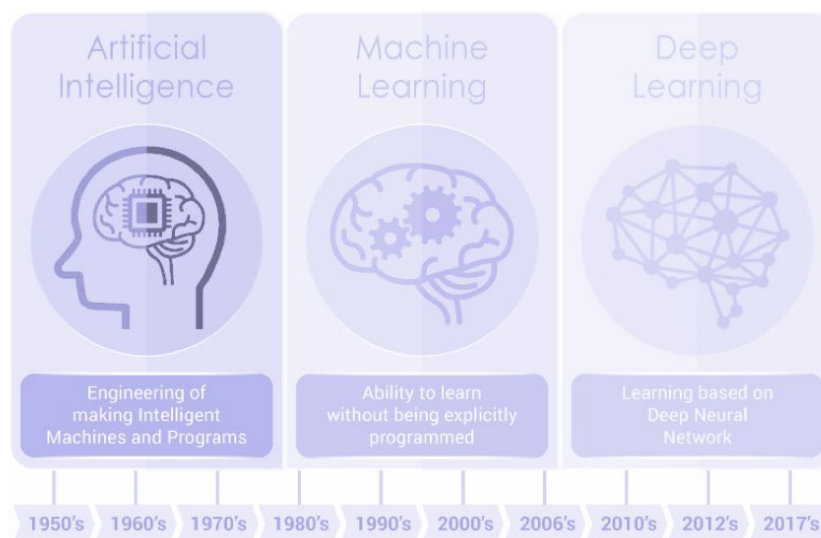 Artificial
Intelligence
Machine
Learning
Deep
Learning
Engineering of
making Intelligent
Machines and Programs
Ability to learn
without being explicitly
programmed
Learning based on
Deep Neural
Network
1950's 1960's 1970's 1980's 1990's 2000's 2006's 2010's 2012's 2017's